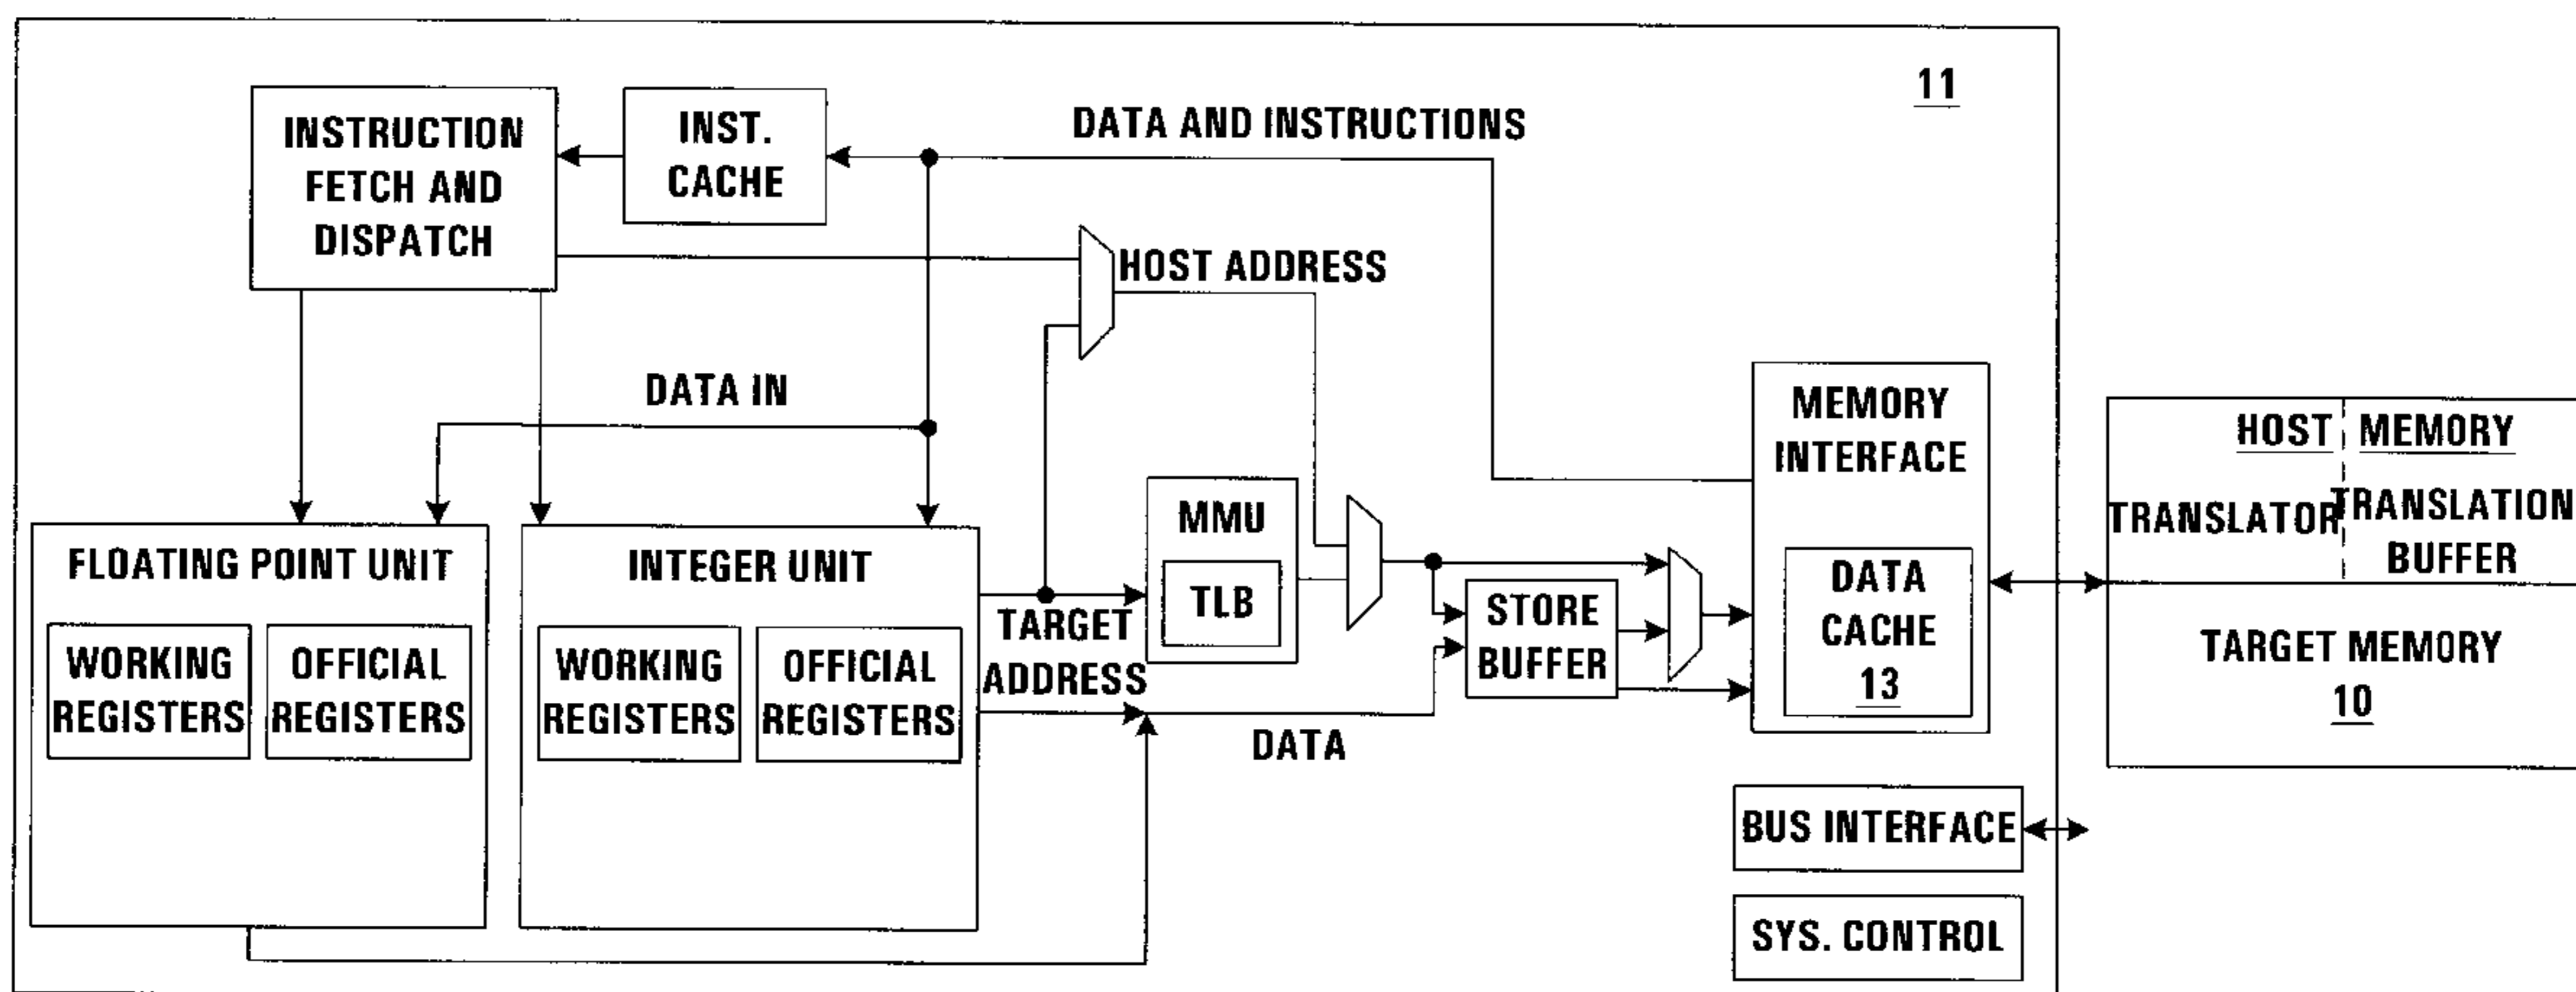 11
INSTRUCTION
FETCH AND
DISPATCH
INST.
CACHE
DATA AND INSTRUCTIONS
HOST ADDRESS
DATA IN
MEMORY
INTERFACE
DATA
CACHE
13
HOST MEMORY
TRANSLATOR
TRANSLATION
BUFFER
TARGET MEMORY
10
FLOATING POINT UNIT
WORKING
REGISTERS
OFFICIAL
REGISTERS
INTEGER UNIT
WORKING
REGISTERS
OFFICIAL
REGISTERS
TARGET
ADDRESS
MMU
TLB
STORE
BUFFER
DATA
BUS INTERFACE
SYS. CONTROL